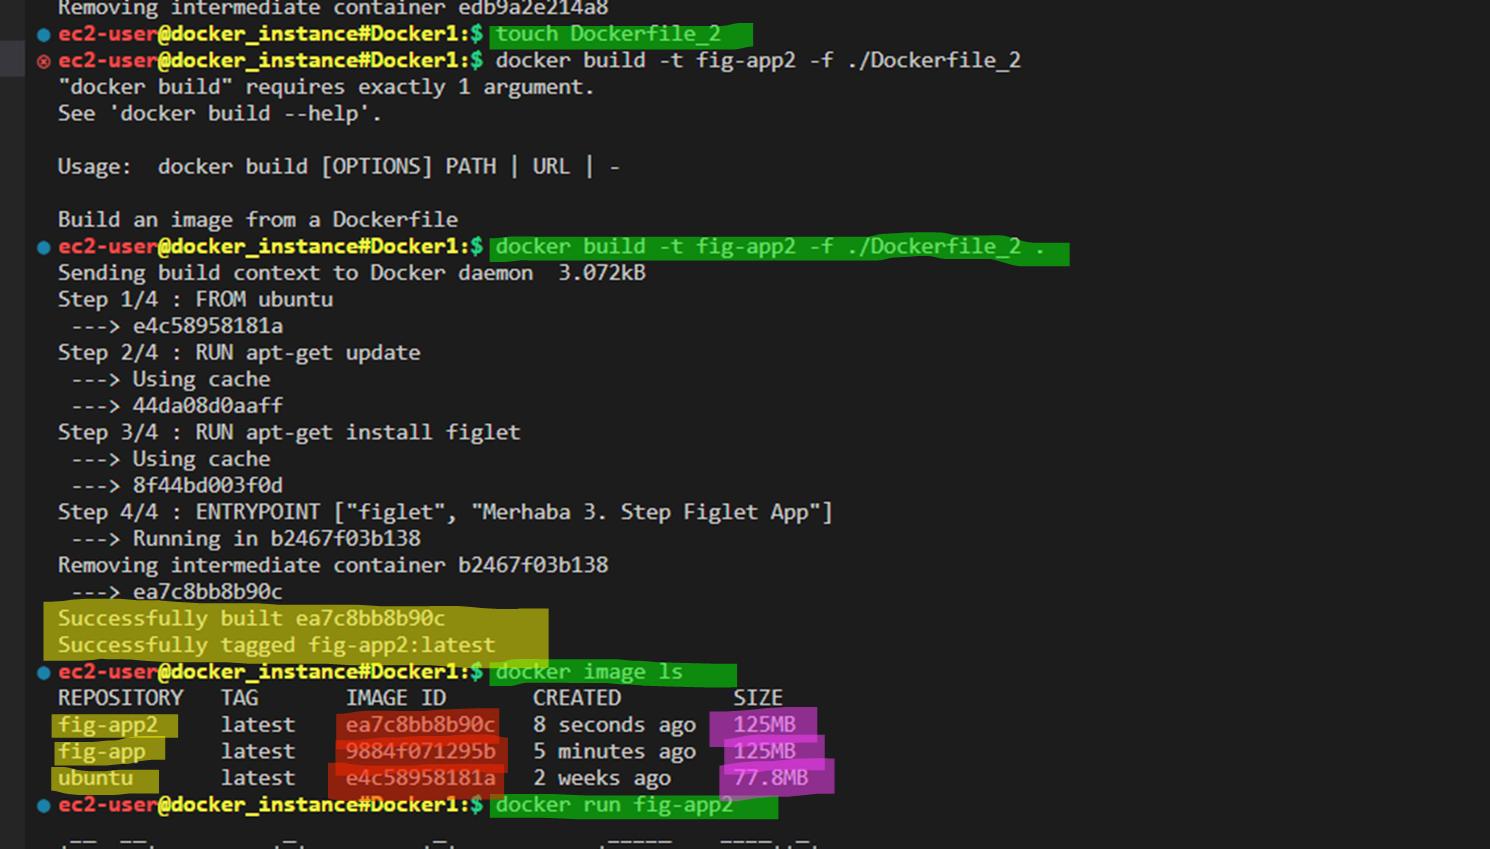 Removing intermediate container edb9a2e214a8
ec2-user@docker_instance#Docker1:$ touch Dockerfile_2
ec2-user@docker_instance#Docker1:$ docker build -t fig-app2 -f ./Dockerfile_2
"docker build" requires exactly 1 argument.
See 'docker build --help'.
Usage:  docker build [OPTIONS] PATH | URL | -
Build an image from a Dockerfile
ec2-user@docker_instance#Docker1:$ docker build -t fig-app2 -f ./Dockerfile_2 .
Sending build context to Docker daemon  3.072kB
Step 1/4 : FROM ubuntu
 ---> e4c58958181a
Step 2/4 : RUN apt-get update
 ---> Using cache
 ---> 44da08d0aaff
Step 3/4 : RUN apt-get install figlet
 ---> Using cache
 ---> 8f44bd003f0d
Step 4/4 : ENTRYPOINT ["figlet", "Merhaba 3. Step Figlet App"]
 ---> Running in b2467f03b138
Removing intermediate container b2467f03b138
 ---> ea7c8bb8b90c
Successfully built ea7c8bb8b90c
Successfully tagged fig-app2:latest
ec2-user@docker_instance#Docker1:$ docker image ls
REPOSITORY   TAG       IMAGE ID       CREATED         SIZE
fig-app2     latest    ea7c8bb8b90c   8 seconds ago   125MB
fig-app      latest    9884f071295b   5 minutes ago   125MB
ubuntu       latest    e4c58958181a   2 weeks ago     77.8MB
ec2-user@docker_instance#Docker1:$ docker run fig-app2